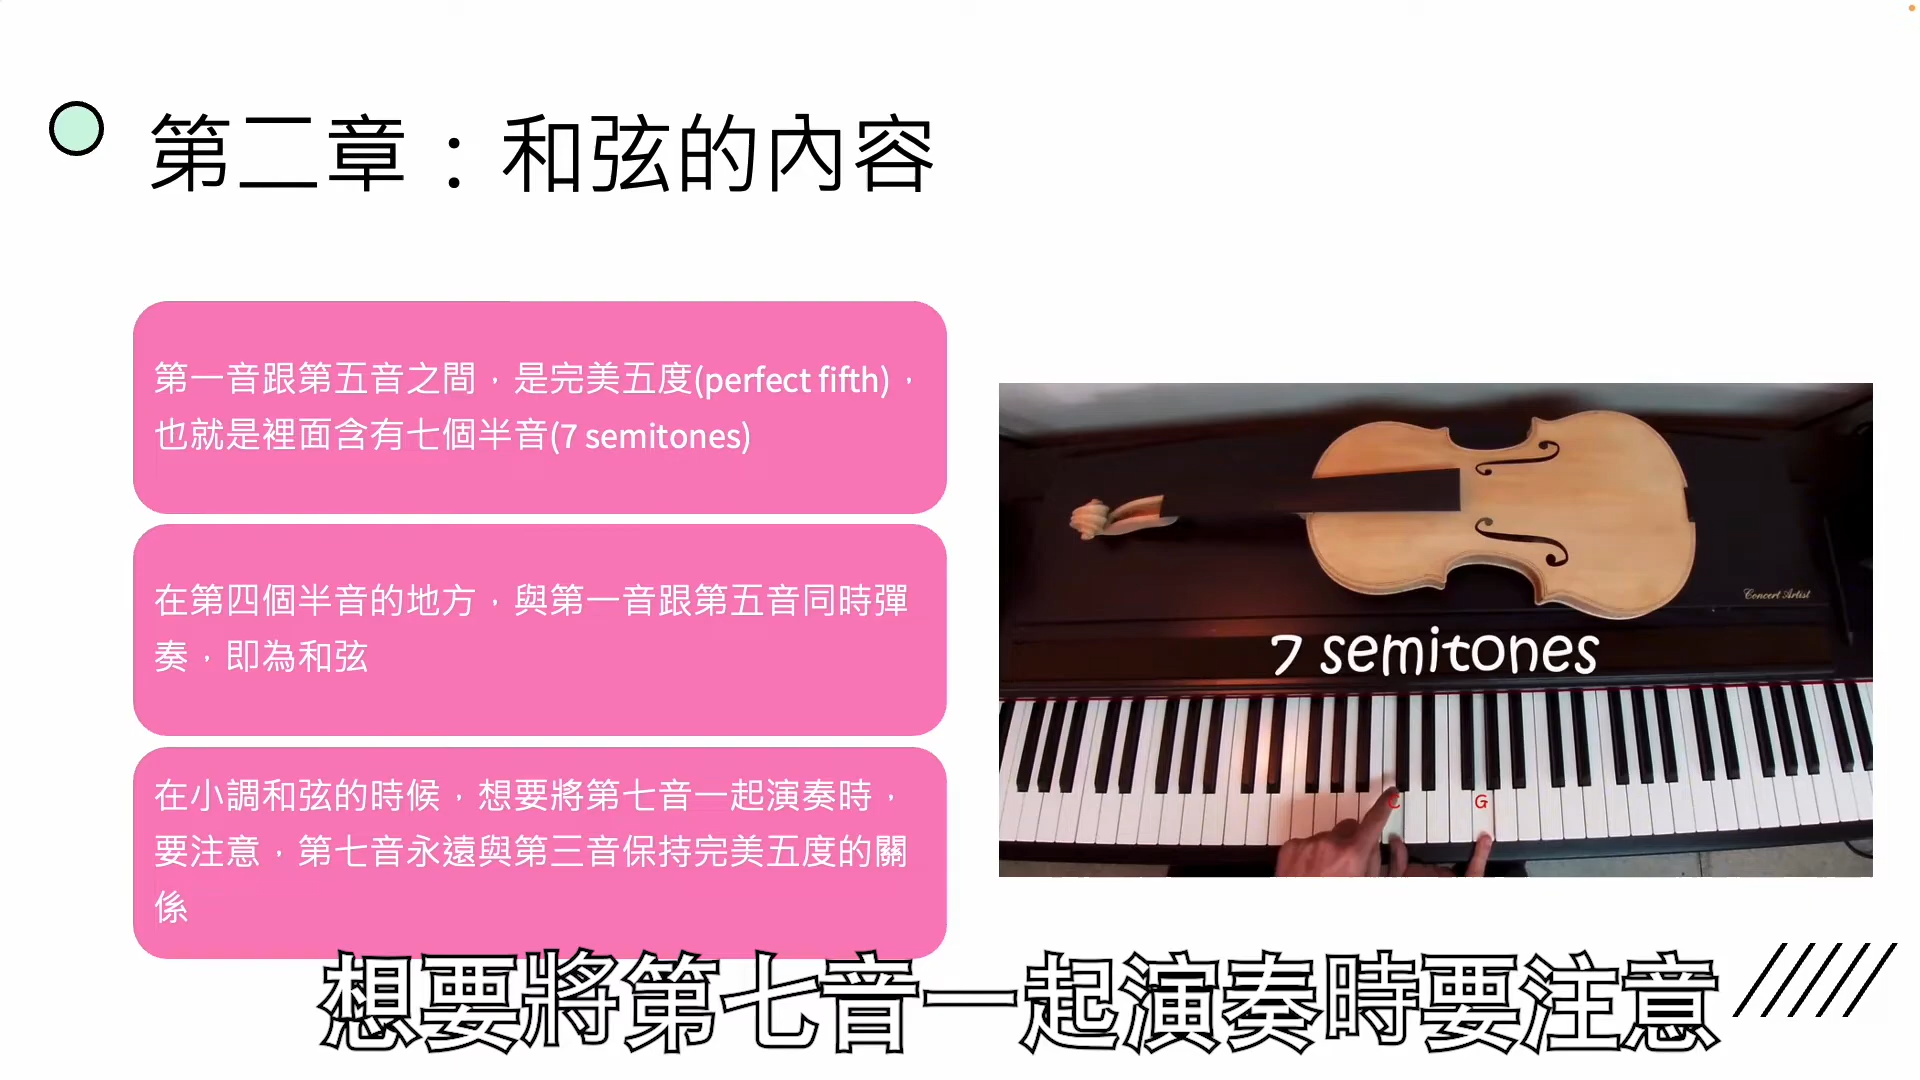 第二章：和弦的內容
第一音跟第五音之間，是完美五度(perfect fifth)，
也就是裡面含有七個半音(7 semitones)
在第四個半音的地方，與第一音跟第五音同時彈
奏，即為和弦
在小調和弦的時候，想要將第七音一起演奏時，
要注意，第七音永遠與第三音保持完美五度的關
係
Concert Artist
7 semitones
C
G
想要將第七音一起演奏時要注意